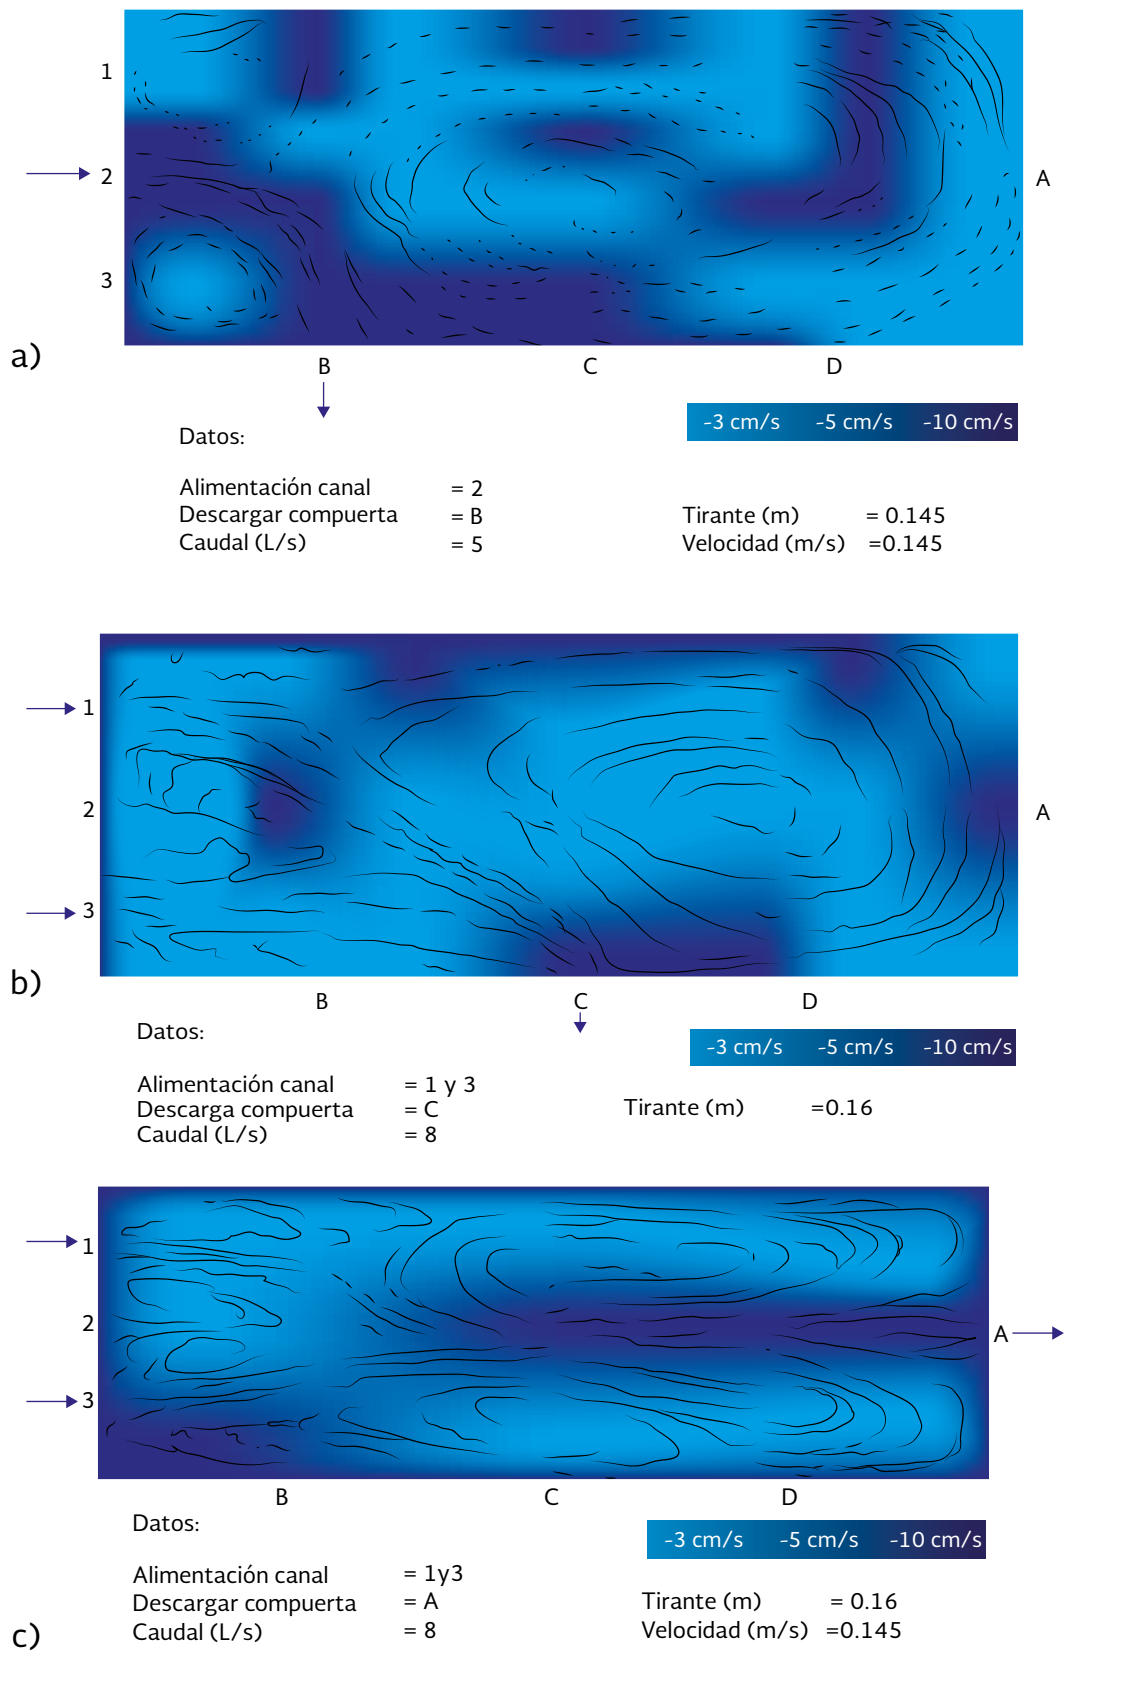 1
2
A
3
a)
B C D
-3 cm/s -5 cm/s -10 cm/s
Datos:
Alimentación canal = 2
Descargar compuerta = B
Caudal (L/s) = 5
Tirante (m) = 0.145
Velocidad (m/s) =0.145
1
2
A
3
b)
B C D
Datos:
-3 cm/s -5 cm/s -10 cm/s
Alimentación canal = 1 y 3
Descarga compuerta = C
Caudal (L/s) = 8
Tirante (m) =0.16
1
2
A
3
B C D
Datos:
-3 cm/s -5 cm/s -10 cm/s
Alimentación canal = 1y3
Descargar compuerta = A
Caudal (L/s) = 8
Tirante (m) = 0.16
Velocidad (m/s) =0.145
c)